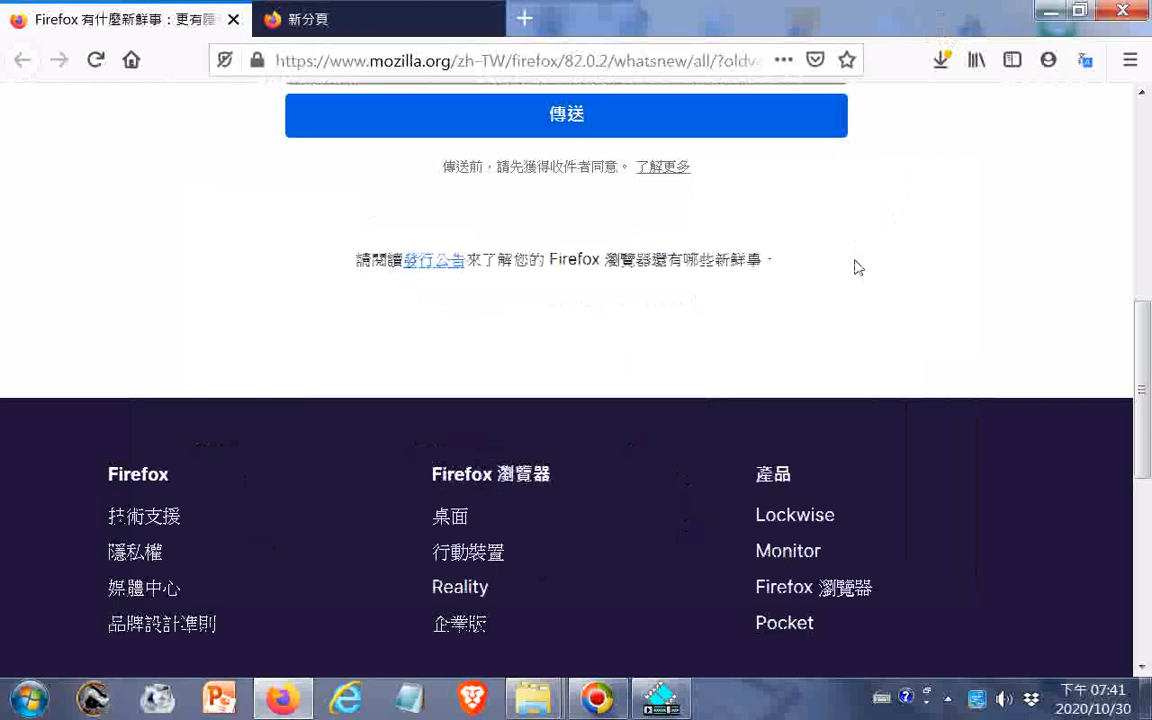 Firefox 有什麼新鮮事：更有
新分頁
https://www.mozilla.org/zh-TW/firefox/82.0.2/whatsnew/all/?oldve
傳送
傳送前，請先獲得收件者同意。 了解更多
請閱讀發行公告來了解您的 Firefox 瀏覽器還有哪些新鮮事。
Firefox
Firefox 瀏覽器
產品
技術支援
桌面
Lockwise
隱私權
行動裝置
Monitor
媒體中心
Reality
Firefox 瀏覽器
品牌設計準則
企業版
Pocket
下午 07:41
2020/10/30